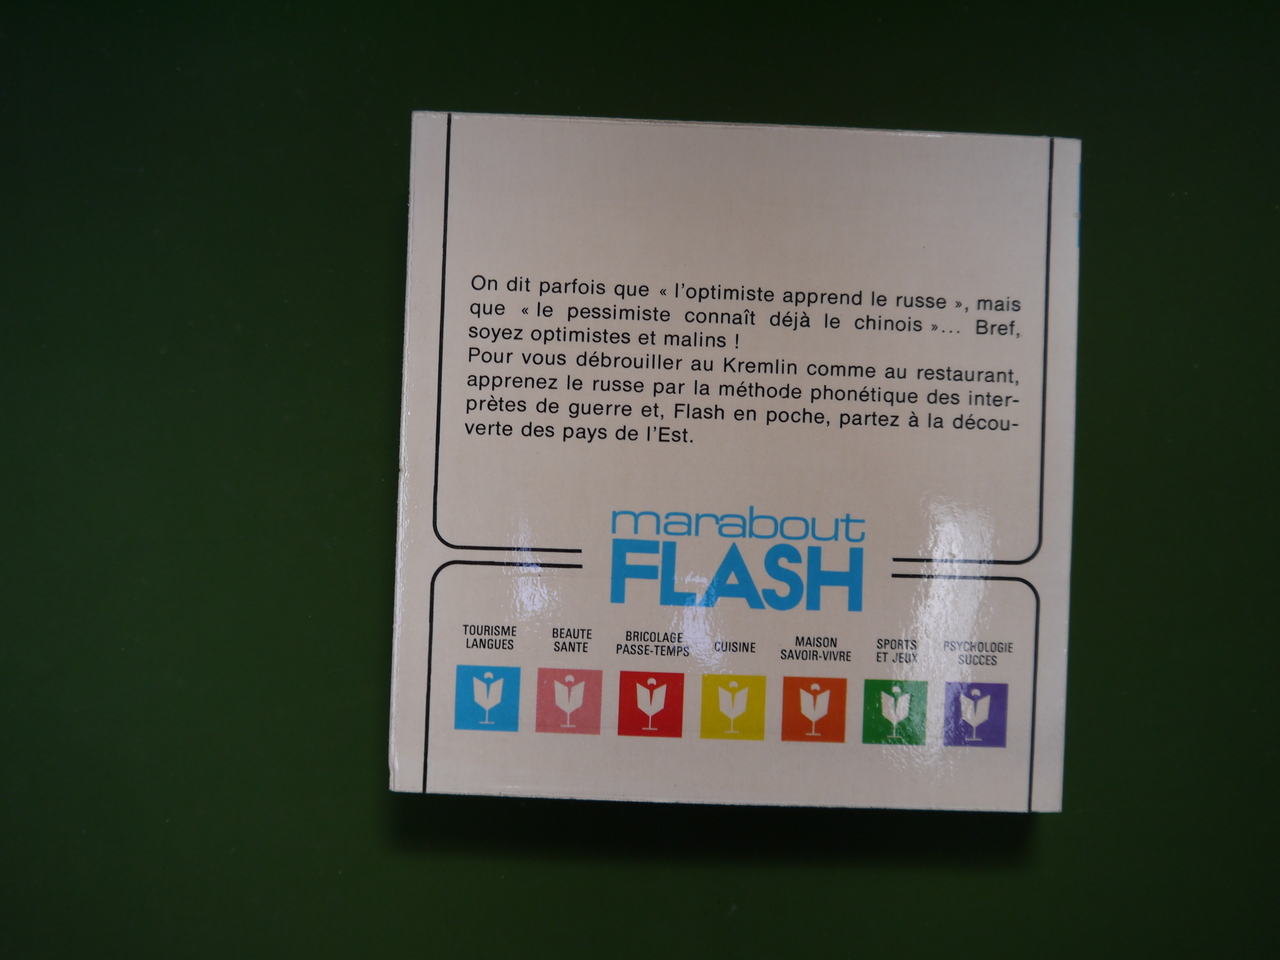 On dit parfois que « l'optimiste apprend le russe », mais
que « le pessimiste connaît déjà le chinois »... Bref,
soyez optimistes et malins !
Pour vous débrouiller au Kremlin comme au restaurant,
apprenez le russe par la méthode phonétique des inter-
prètes de guerre et, Flash en poche, partez à la décou-
verte des pays de l'Est.
marabout
FLASH
TOURISME
LANGUES
BEAUTE
SANTE
BRICOLAGE
PASSE-TEMPS
CUISINE
MAISON
SAVOIR-VIVRE
SPORTS
ET JEUX
PSYCHOLOGIE
SUCCES